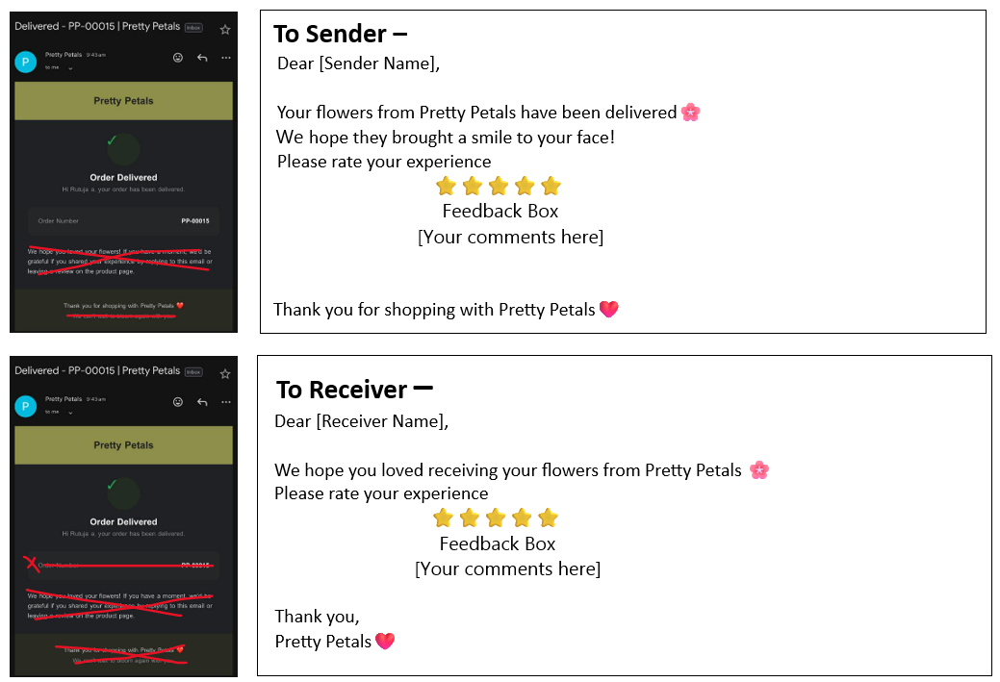 Delivered - PP-00015 | Pretty Petals Inbox
P
Pretty Petals 9:43 am
to me
Pretty Petals
Order Delivered
Hi Rutuja a, your order has been delivered.
Order Number PP-00015
We hope you loved your flowers! If you have a moment, we'd be
grateful if you shared your experience by replying to this email or
leaving a review on the product page.
Thank you for shopping with Pretty Petals ❤️
We can't wait to bloom again with you
To Sender –
Dear [Sender Name],
Your flowers from Pretty Petals have been delivered 🌸
We hope they brought a smile to your face!
Please rate your experience
⭐ ⭐ ⭐ ⭐ ⭐
Feedback Box
[Your comments here]
Thank you for shopping with Pretty Petals ❤️
Delivered - PP-00015 | Pretty Petals Inbox
P
Pretty Petals 9:43 am
to me
Pretty Petals
Order Delivered
Hi Rutuja a, your order has been delivered.
Order Number PP-00015
We hope you loved your flowers! If you have a moment, we'd be
grateful if you shared your experience by replying to this email or
leaving a review on the product page.
Thank you for shopping with Pretty Petals ❤️
We can't wait to bloom again with you
To Receiver –
Dear [Receiver Name],
We hope you loved receiving your flowers from Pretty Petals 🌸
Please rate your experience
⭐ ⭐ ⭐ ⭐ ⭐
Feedback Box
[Your comments here]
Thank you,
Pretty Petals ❤️